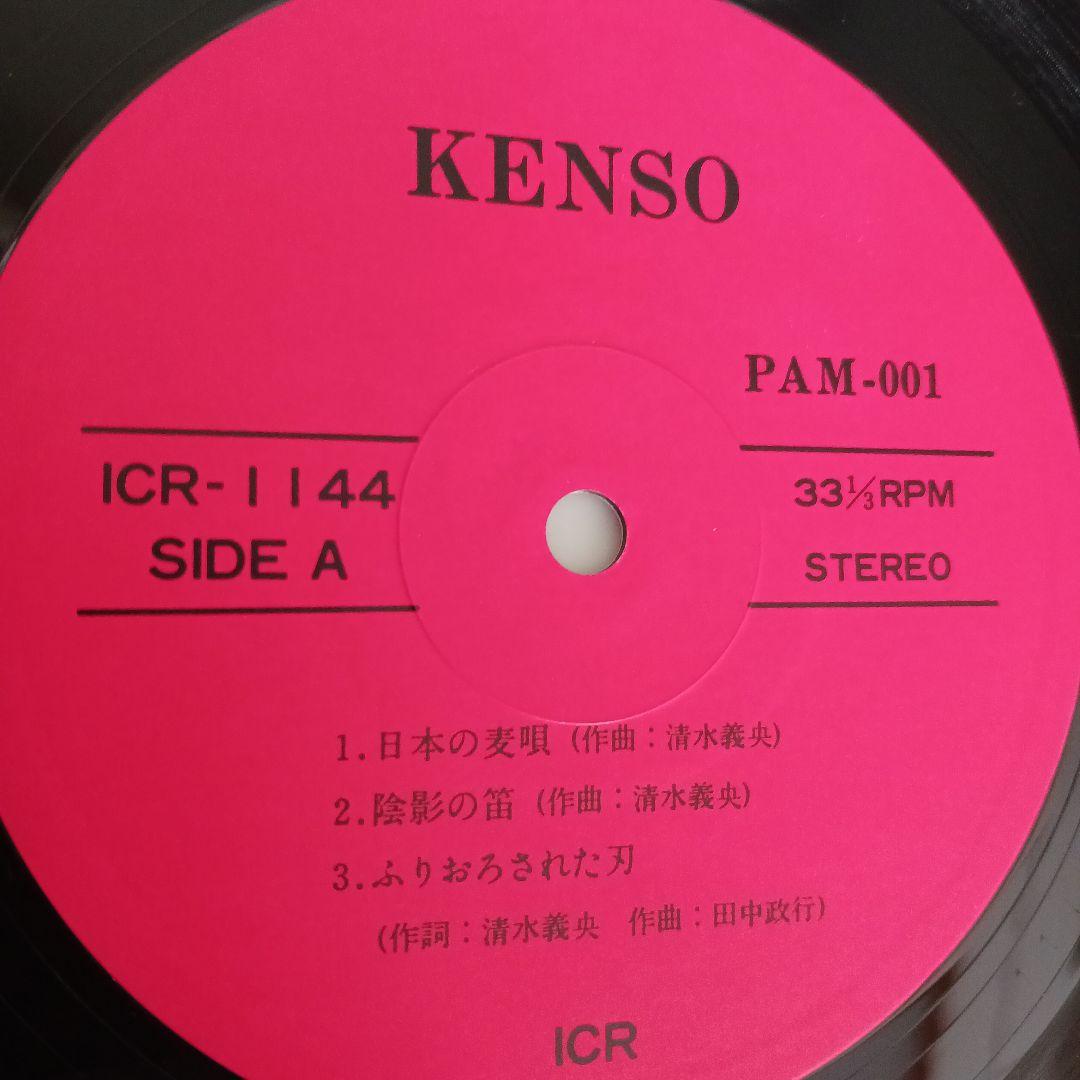 KENSO
PAM-001
ICR-1144
SIDE A
33⅓RPM
STEREO
1.日本の麦唄(作曲:清水義央)
2.陰影の笛(作曲:清水義央)
3.ふりおろされた刃
(作詞:清水義央 作曲:田中政行)
ICR